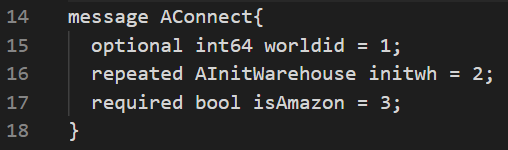 14 message AConnect{
15 optional int64 worldid = 1;
16 repeated AInitWarehouse initwh = 2;
17 required bool isAmazon = 3;
18 }